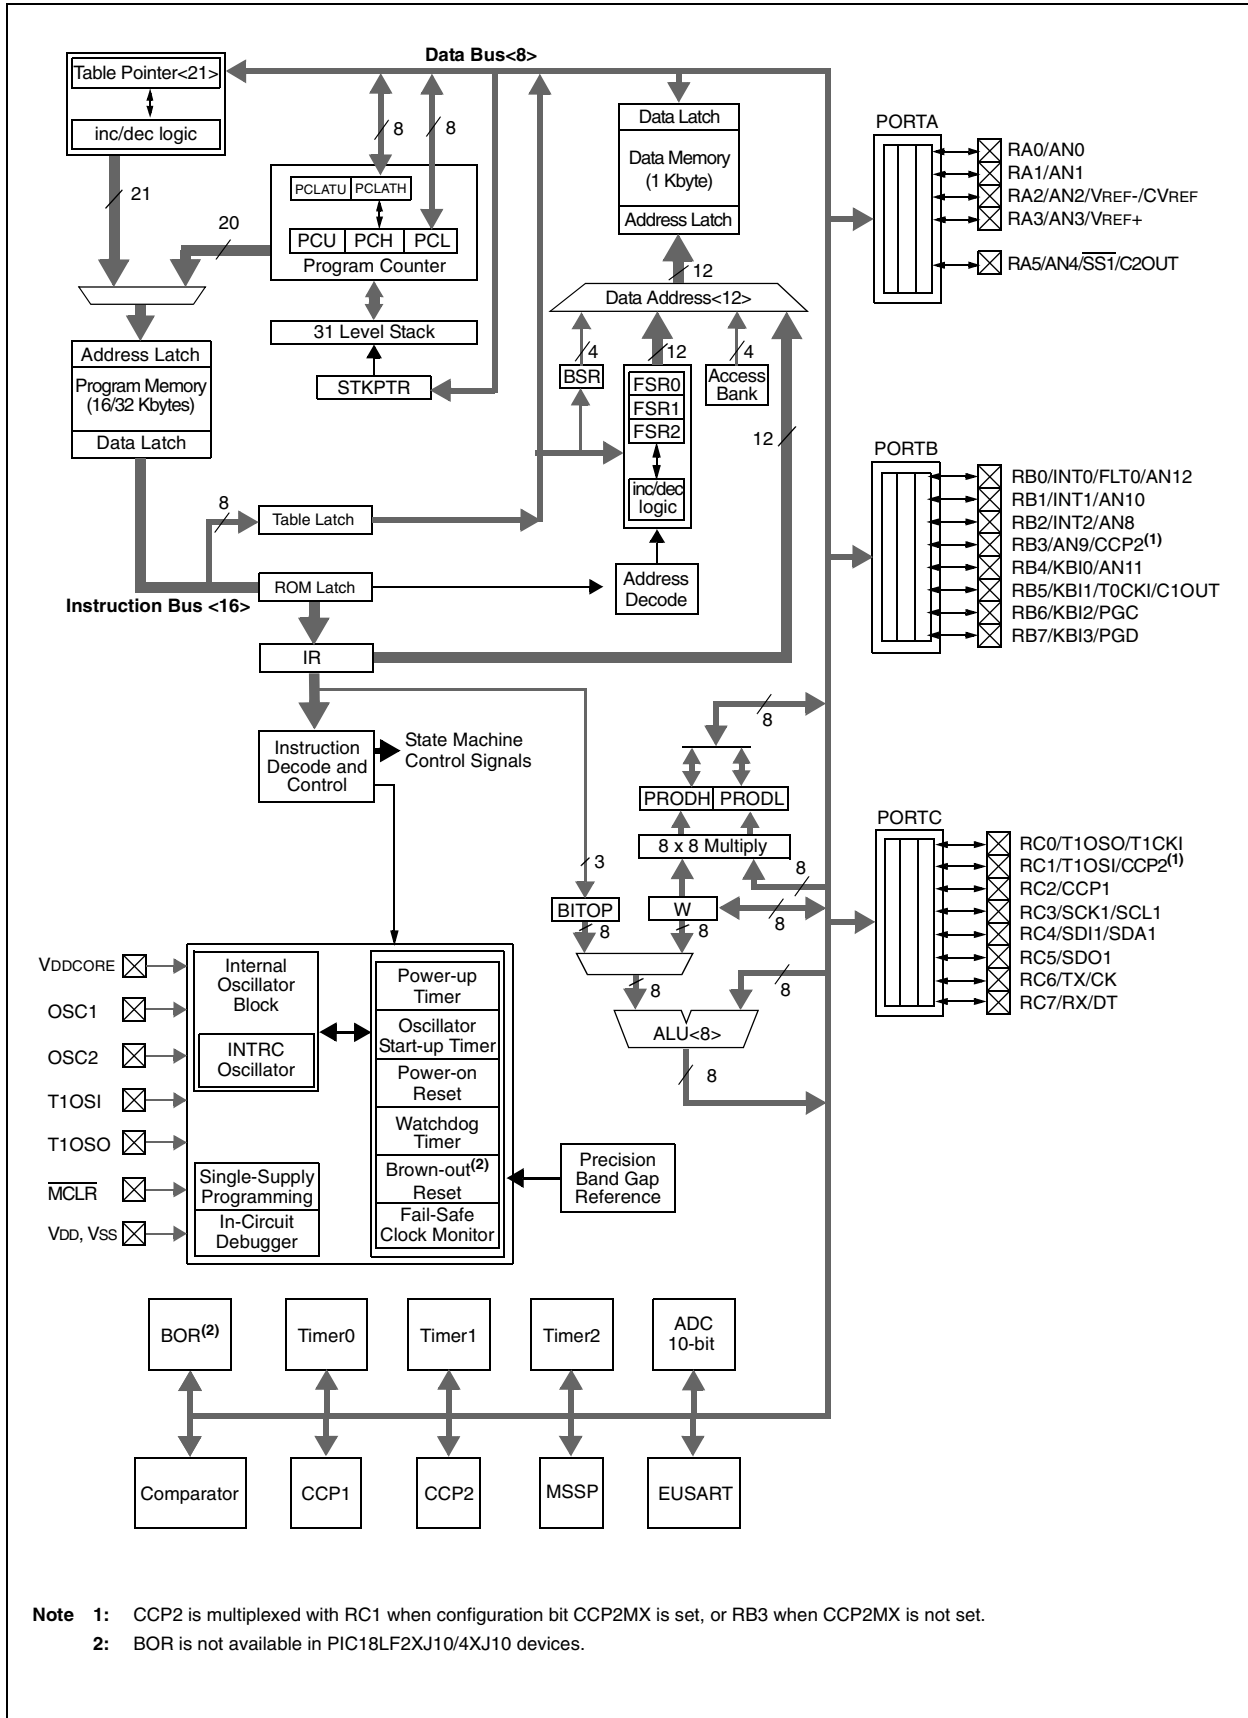 Data Bus<8>
Table Pointer<21>
inc/dec logic
21
20
8
8
PCLATU PCLATH
PCU PCH PCL
Program Counter
31 Level Stack
STKPTR
Data Latch
Data Memory
(1 Kbyte)
Address Latch
12
Data Address<12>
4
12
4
BSR
FSR0
FSR1
FSR2
inc/dec
logic
Access
Bank
12
Address Latch
Program Memory
(16/32 Kbytes)
Data Latch
8
Table Latch
ROM Latch
Instruction Bus <16>
Address
Decode
IR
Instruction
Decode and
Control
State Machine
Control Signals
8
PRODH PRODL
8 x 8 Multiply
3
8
BITOP
W
8
8
8
8
8
ALU<8>
8
PORTA
RA0/AN0
RA1/AN1
RA2/AN2/VREF-/CVREF
RA3/AN3/VREF+
RA5/AN4/SS1/C2OUT
PORTB
RB0/INT0/FLT0/AN12
RB1/INT1/AN10
RB2/INT2/AN8
RB3/AN9/CCP2(1)
RB4/KBI0/AN11
RB5/KBI1/T0CKI/C1OUT
RB6/KBI2/PGC
RB7/KBI3/PGD
PORTC
RC0/T1OSO/T1CKI
RC1/T1OSI/CCP2(1)
RC2/CCP1
RC3/SCK1/SCL1
RC4/SDI1/SDA1
RC5/SDO1
RC6/TX/CK
RC7/RX/DT
VDDCORE
OSC1
OSC2
T1OSI
T1OSO
MCLR
VDD, VSS
Internal
Oscillator
Block
INTRC
Oscillator
Single-Supply
Programming
In-Circuit
Debugger
Power-up
Timer
Oscillator
Start-up Timer
Power-on
Reset
Watchdog
Timer
Brown-out(2)
Reset
Fail-Safe
Clock Monitor
Precision
Band Gap
Reference
BOR(2)
Timer0
Timer1
Timer2
ADC
10-bit
Comparator
CCP1
CCP2
MSSP
EUSART
Note 1: CCP2 is multiplexed with RC1 when configuration bit CCP2MX is set, or RB3 when CCP2MX is not set.
2: BOR is not available in PIC18LF2XJ10/4XJ10 devices.